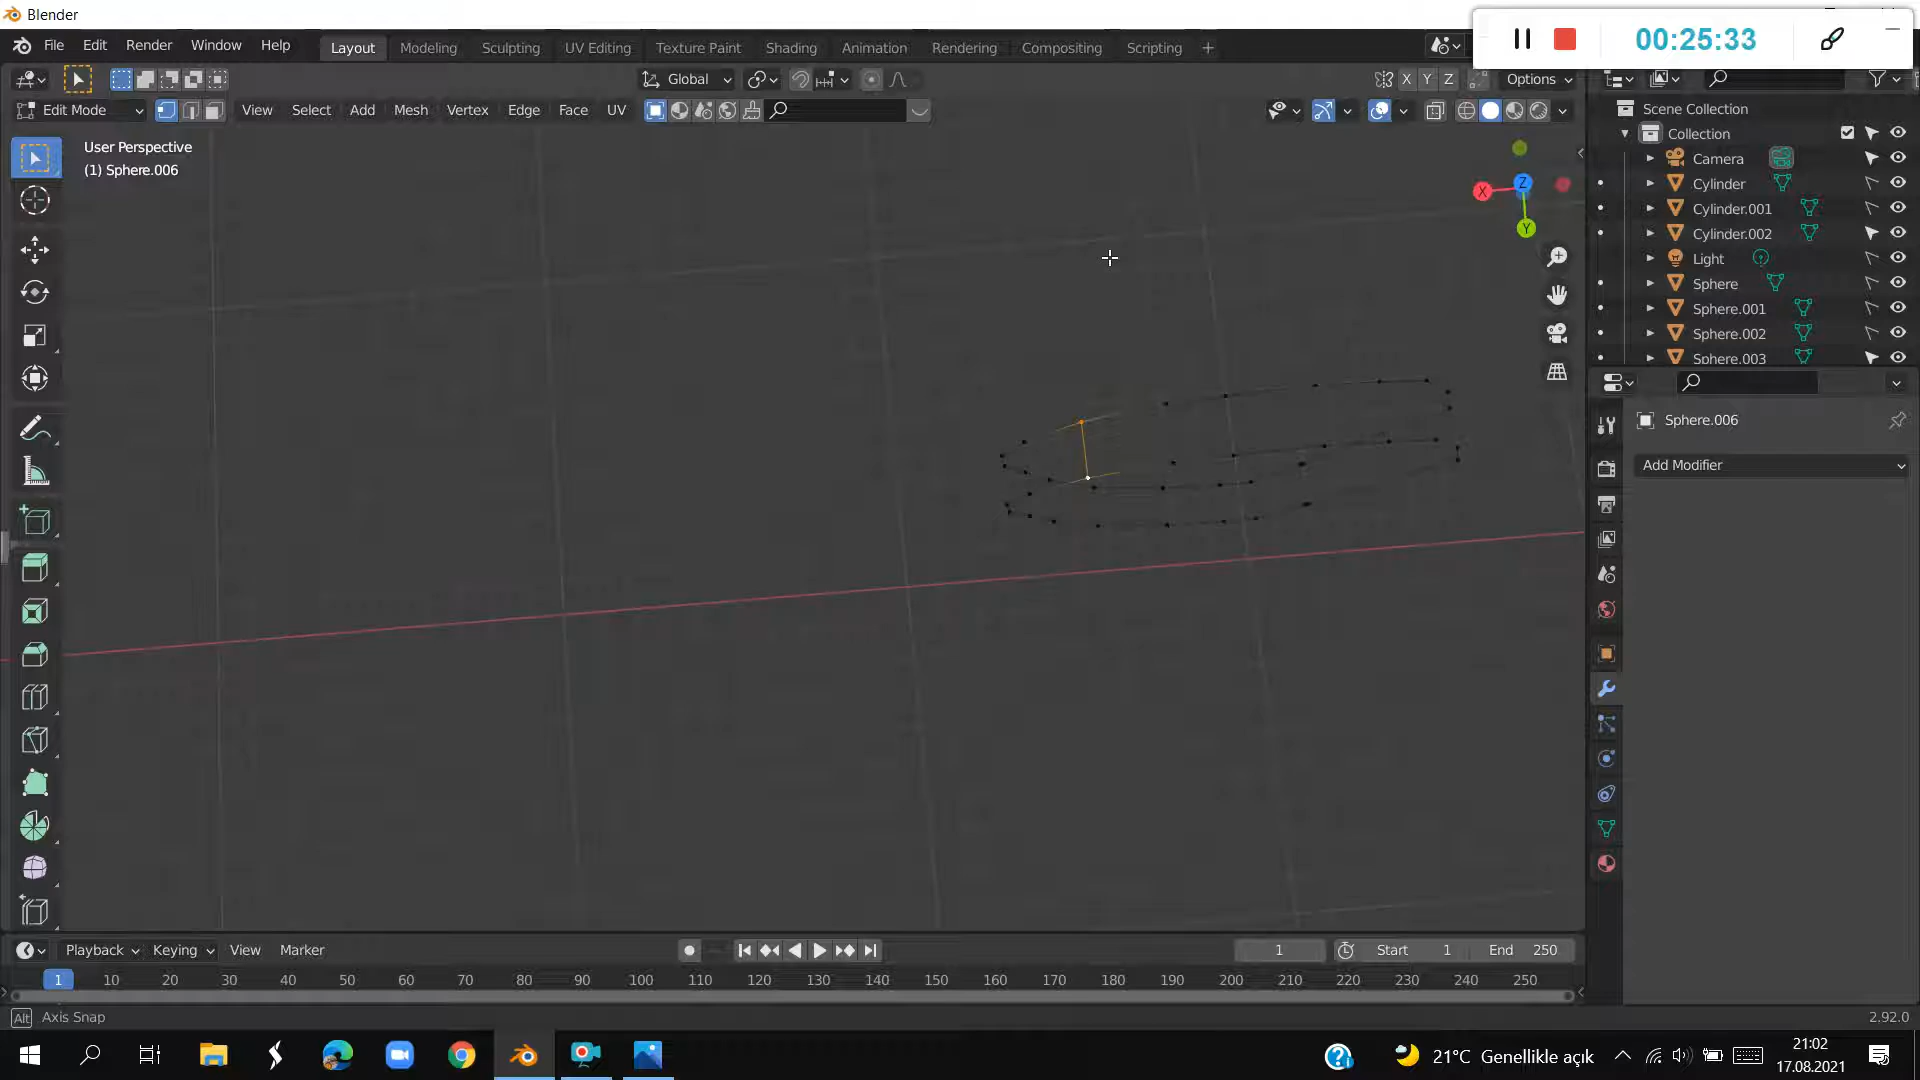 Blender
File Edit Render Window Help
Layout Modeling Sculpting UV Editing Texture Paint Shading Animation Rendering Compositing Scripting +
00:25:33
Global
X Y Z Options
Edit Mode View Select Add Mesh Vertex Edge Face UV
User Perspective
(1) Sphere.006
X Z Y
Scene Collection
Collection
Camera
Cylinder
Cylinder.001
Cylinder.002
Light
Sphere
Sphere.001
Sphere.002
Sphere.003
Sphere.006
Add Modifier
Playback Keying View Marker
1 Start 1 End 250
1 10 20 30 40 50 60 70 80 90 100 110 120 130 140 150 160 170 180 190 200 210 220 230 240 250
Alt Axis Snap
2.92.0
21°C Genellikle açık
21:02
17.08.2021